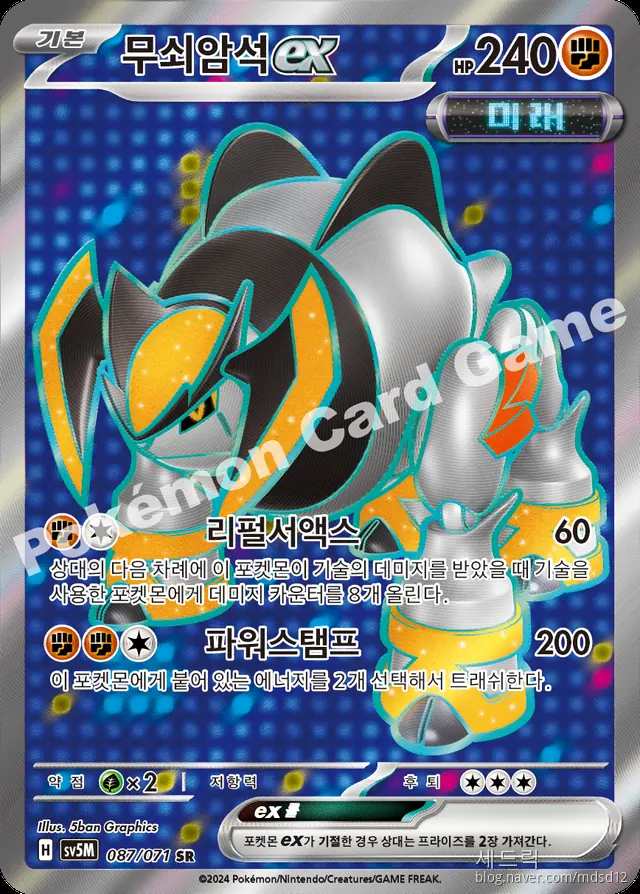 기본
무쇠암석ex
HP240
미래
Pokémon Card Game
리펄서액스 60
상대의 다음 차례에 이 포켓몬이 기술의 데미지를 받았을 때 기술을
사용한 포켓몬에게 데미지 카운터를 8개 올린다.
파워스탬프 200
이 포켓몬에게 붙어 있는 에너지를 2개 선택해서 트래쉬한다.
약점 ×2 저항력 후퇴
ex 룰
포켓몬 ex가 기절한 경우 상대는 프라이즈를 2장 가져간다.
Illus. 5ban Graphics
H sv5M 087/071 SR
세드릭
blog.naver.com/mdsd12
©2024 Pokémon/Nintendo/Creatures/GAME FREAK.